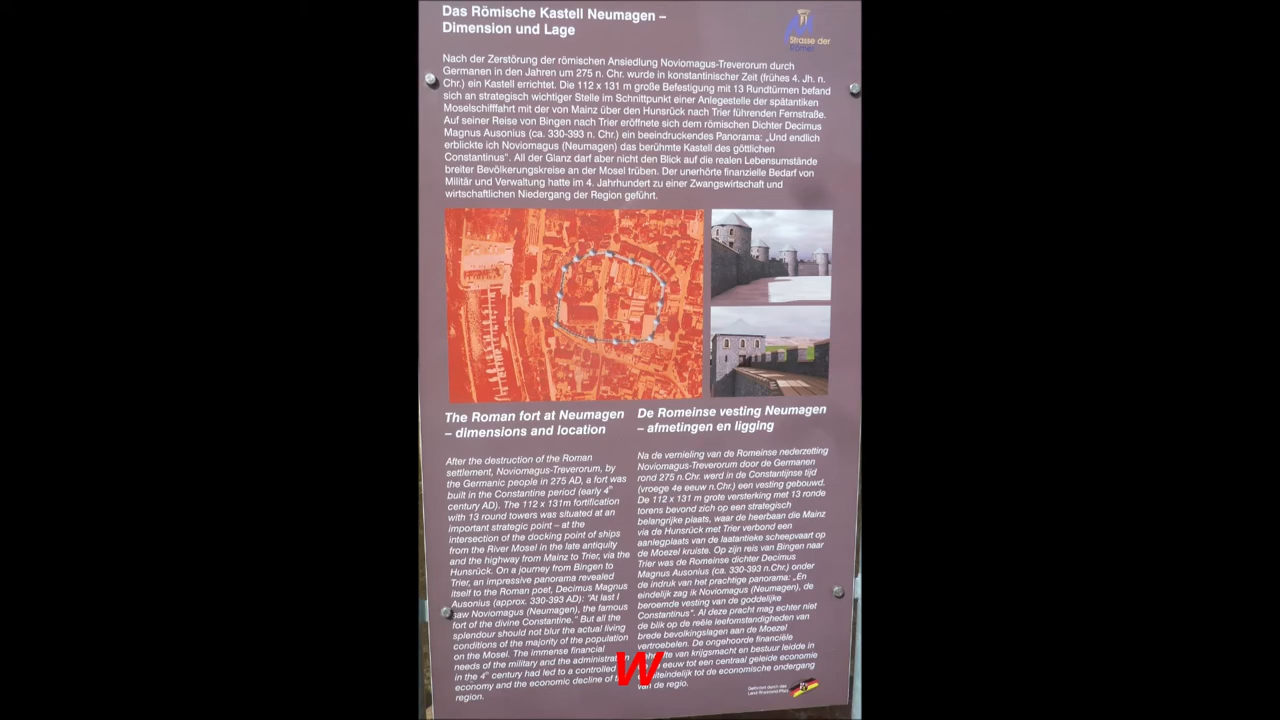 Das Römische Kastell Neumagen –
Dimension und Lage
Strasse der
Römer
Nach der Zerstörung der römischen Ansiedlung Noviomagus-Treverorum durch
Germanen in den Jahren um 275 n. Chr. wurde in konstantinischer Zeit (frühes 4. Jh. n.
Chr.) ein Kastell errichtet. Die 112 x 131 m große Befestigung mit 13 Rundtürmen befand
sich an strategisch wichtiger Stelle im Schnittpunkt einer Anlegestelle der spätantiken
Moselschifffahrt mit der von Mainz über den Hunsrück nach Trier führenden Fernstraße.
Auf seiner Reise von Bingen nach Trier eröffnete sich dem römischen Dichter Decimus
Magnus Ausonius (ca. 330-393 n. Chr.) ein beeindruckendes Panorama: „Und endlich
erblickte ich Noviomagus (Neumagen) das berühmte Kastell des göttlichen
Constantinus“. All der Glanz darf aber nicht den Blick auf die realen Lebensumstände
breiter Bevölkerungskreise an der Mosel trüben. Der unerhörte finanzielle Bedarf von
Militär und Verwaltung hatte im 4. Jahrhundert zu einer Zwangswirtschaft und
wirtschaftlichen Niedergang der Region geführt.
The Roman fort at Neumagen
– dimensions and location
After the destruction of the Roman
settlement, Noviomagus-Treverorum, by
the Germanic people in 275 AD, a fort was
built in the Constantine period (early 4th
century AD). The 112 x 131m fortification
with 13 round towers was situated at an
important strategic point – at the
intersection of the docking point of ships
from the River Mosel in the late antiquity
and the highway from Mainz to Trier, via the
Hunsrück. On a journey from Bingen to
Trier, an impressive panorama revealed
itself to the Roman poet, Decimus Magnus
Ausonius (approx. 330-393 AD): "At last I
saw Noviomagus (Neumagen), the famous
fort of the divine Constantine." But all the
splendour should not blur the actual living
conditions of the majority of the population
on the Mosel. The immense financial
needs of the military and the administration
in the 4th century had led to a controlled
economy and the economic decline of
region.
De Romeinse vesting Neumagen
– afmetingen en ligging
Na de vernieling van de Romeinse nederzetting
Noviomagus-Treverorum door de Germanen
rond 275 n.Chr. werd in de Constantijnse tijd
(vroege 4e eeuw n.Chr.) een vesting gebouwd.
De 112 x 131 m grote versterking met 13 ronde
torens bevond zich op een strategisch
belangrijke plaats, waar de heerbaan die Mainz
via de Hunsrück met Trier verbond een
aanlegplaats van de laatantieke scheepvaart op
de Moezel kruiste. Op zijn reis van Bingen naar
Trier was de Romeinse dichter Decimus
Magnus Ausonius (ca. 330-393 n.Chr.) onder
de indruk van het prachtige panorama: „En
eindelijk zag ik Noviomagus (Neumagen), de
beroemde vesting van de goddelijke
Constantinus“. Al deze pracht mag echter niet
de blik op de reële leefomstandigheden van
brede bevolkingslagen aan de Moezel
vertroebelen. De ongehoorde financiële
van krijgsmacht en bestuur leidde in
eeuw tot een centraal geleide economie
uiteindelijk tot de economische ondergang
van de regio.
Gefördert durch das
Land Rheinland-Pfalz
W